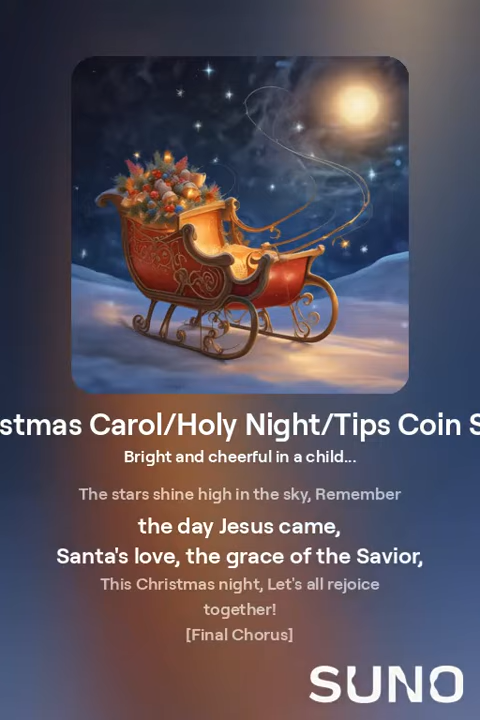 stmas Carol/Holy Night/Tips Coin S
Bright and cheerful in a child...
The stars shine high in the sky, Remember
the day Jesus came,
Santa's love, the grace of the Savior,
This Christmas night, Let's all rejoice
together!
[Final Chorus]
SUNO